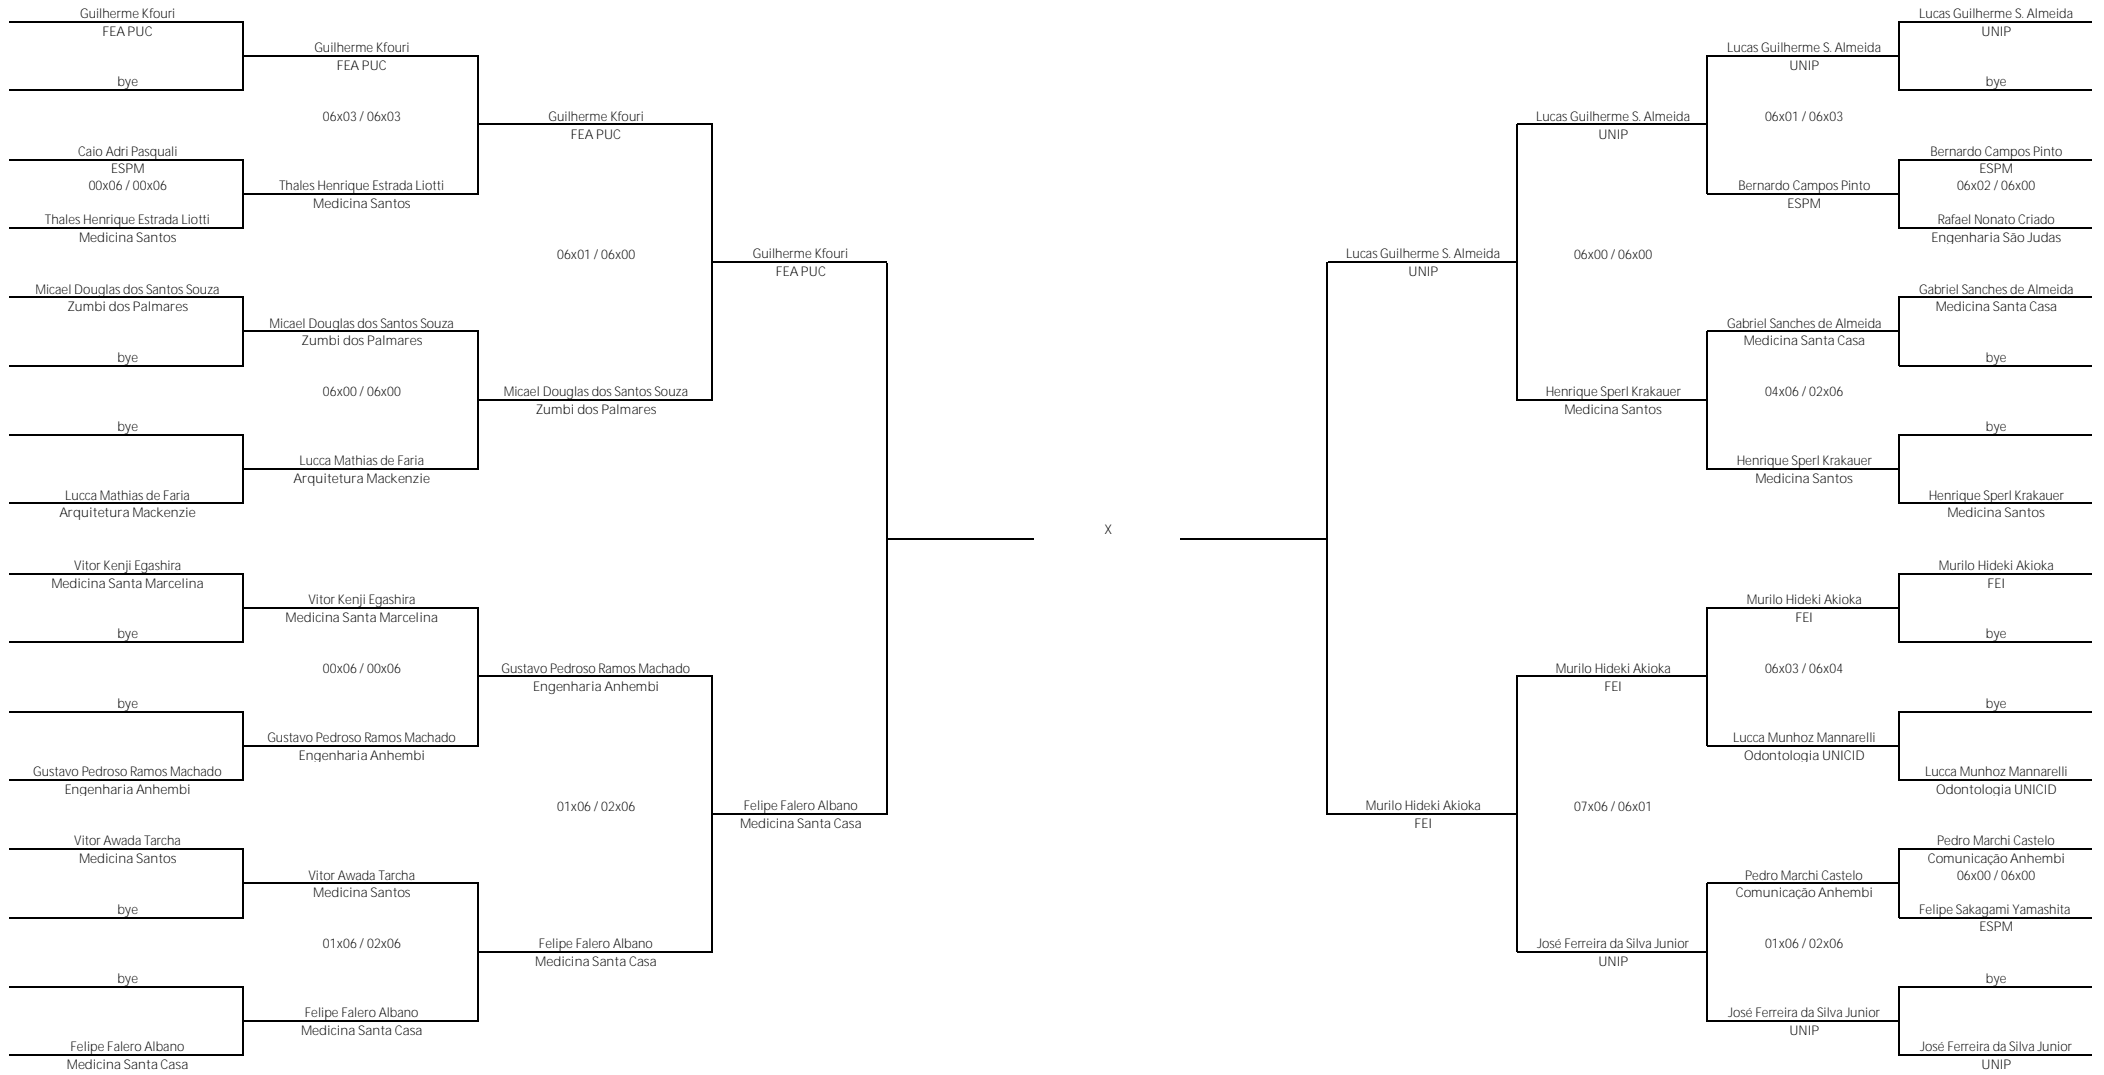 Guilherme Kfouri
FEA PUC
bye
Caio Adri Pasquali
ESPM
00x06 / 00x06
Thales Henrique Estrada Liotti
Medicina Santos
Micael Douglas dos Santos Souza
Zumbi dos Palmares
bye
bye
Lucca Mathias de Faria
Arquitetura Mackenzie
Vitor Kenji Egashira
Medicina Santa Marcelina
bye
bye
Gustavo Pedroso Ramos Machado
Engenharia Anhembi
Vitor Awada Tarcha
Medicina Santos
bye
bye
Felipe Falero Albano
Medicina Santa Casa
Guilherme Kfouri
FEA PUC
06x03 / 06x03
Thales Henrique Estrada Liotti
Medicina Santos
Micael Douglas dos Santos Souza
Zumbi dos Palmares
06x00 / 06x00
Lucca Mathias de Faria
Arquitetura Mackenzie
Vitor Kenji Egashira
Medicina Santa Marcelina
00x06 / 00x06
Gustavo Pedroso Ramos Machado
Engenharia Anhembi
Vitor Awada Tarcha
Medicina Santos
01x06 / 02x06
Felipe Falero Albano
Medicina Santa Casa
Guilherme Kfouri
FEA PUC
06x01 / 06x00
Micael Douglas dos Santos Souza
Zumbi dos Palmares
Gustavo Pedroso Ramos Machado
Engenharia Anhembi
01x06 / 02x06
Felipe Falero Albano
Medicina Santa Casa
Guilherme Kfouri
FEA PUC
Felipe Falero Albano
Medicina Santa Casa
X
Lucas Guilherme S. Almeida
UNIP
Murilo Hideki Akioka
FEI
Lucas Guilherme S. Almeida
UNIP
06x00 / 06x00
Henrique Sperl Krakauer
Medicina Santos
Murilo Hideki Akioka
FEI
07x06 / 06x01
José Ferreira da Silva Junior
UNIP
Lucas Guilherme S. Almeida
UNIP
06x01 / 06x03
Bernardo Campos Pinto
ESPM
Gabriel Sanches de Almeida
Medicina Santa Casa
04x06 / 02x06
Henrique Sperl Krakauer
Medicina Santos
Murilo Hideki Akioka
FEI
06x03 / 06x04
Lucca Munhoz Mannarelli
Odontologia UNICID
Pedro Marchi Castelo
Comunicação Anhembi
01x06 / 02x06
José Ferreira da Silva Junior
UNIP
Lucas Guilherme S. Almeida
UNIP
bye
Bernardo Campos Pinto
ESPM
06x02 / 06x00
Rafael Nonato Criado
Engenharia São Judas
Gabriel Sanches de Almeida
Medicina Santa Casa
bye
bye
Henrique Sperl Krakauer
Medicina Santos
Murilo Hideki Akioka
FEI
bye
bye
Lucca Munhoz Mannarelli
Odontologia UNICID
Pedro Marchi Castelo
Comunicação Anhembi
06x00 / 06x00
Felipe Sakagami Yamashita
ESPM
bye
José Ferreira da Silva Junior
UNIP